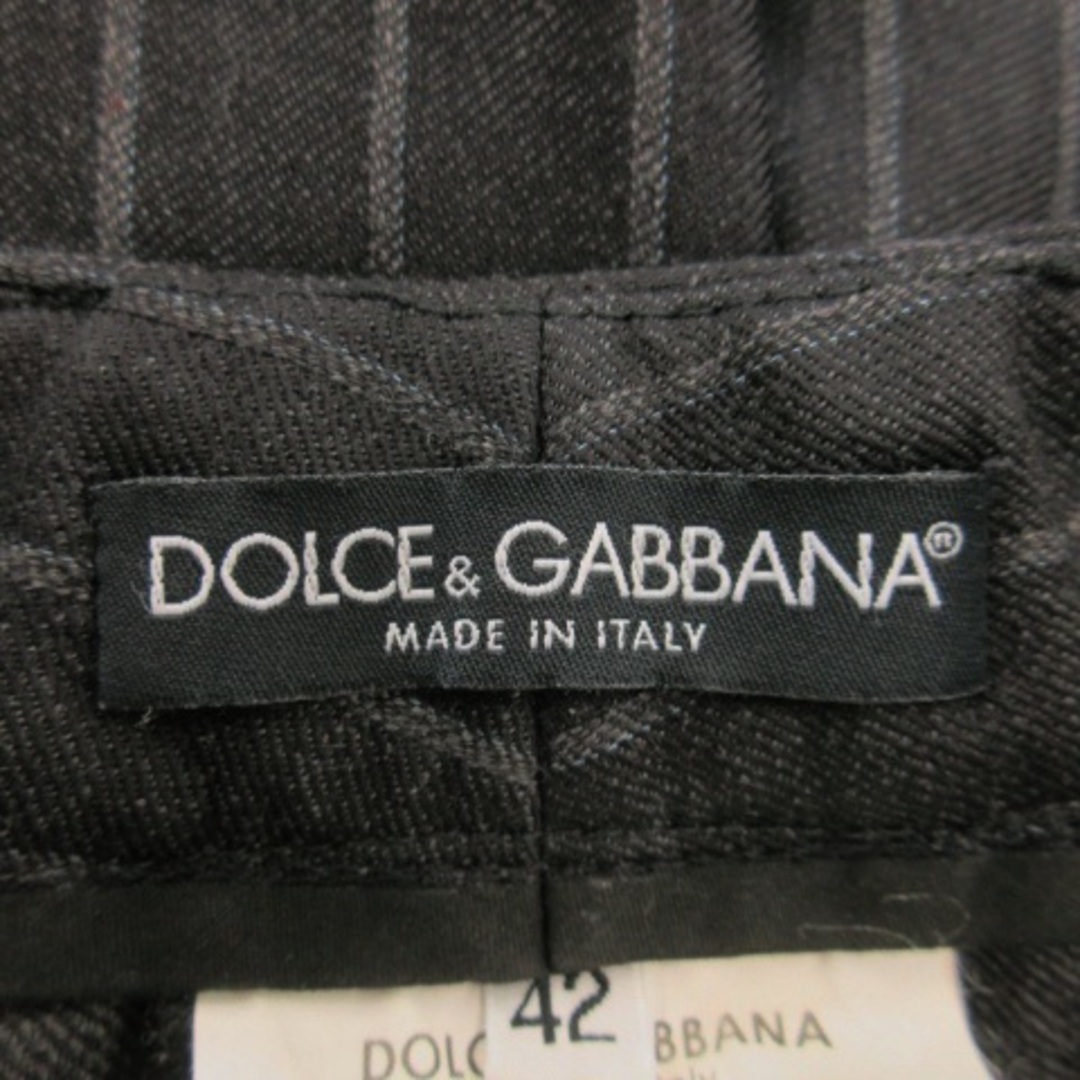 DOLCE & GABBANA®
MADE IN ITALY
42
DOLC BBANA